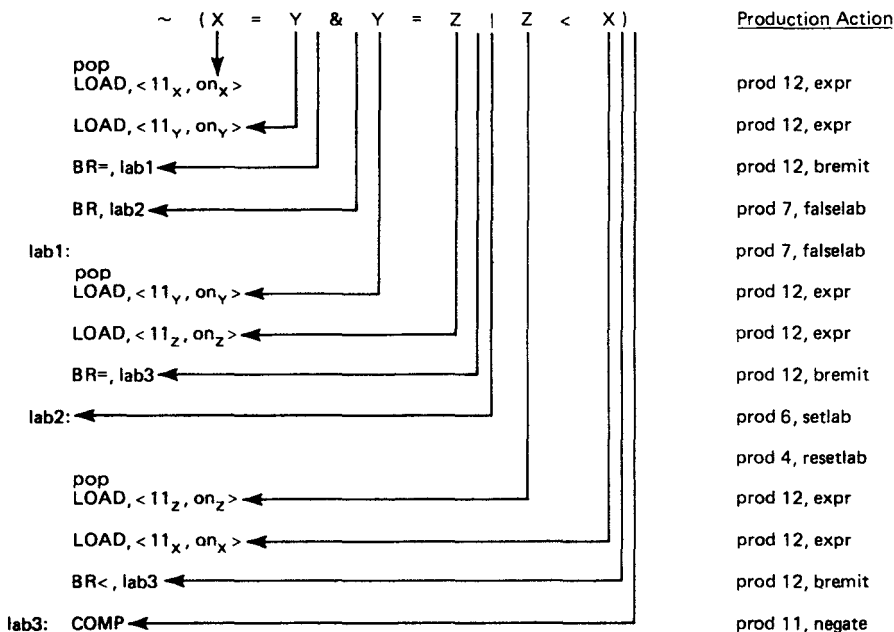 ~ (X = Y & Y = Z | Z < X) Production Action
pop
LOAD, <11X, onX> prod 12, expr
LOAD, <11Y, onY> prod 12, expr
BR=, lab1 prod 12, bremit
BR, lab2 prod 7, falselab
lab1: prod 7, falselab
pop
LOAD, <11Y, onY> prod 12, expr
LOAD, <11Z, onZ> prod 12, expr
BR=, lab3 prod 12, bremit
lab2: prod 6, setlab
prod 4, resetlab
pop
LOAD, <11Z, onZ> prod 12, expr
LOAD, <11X, onX> prod 12, expr
BR<, lab3 prod 12, bremit
lab3: COMP prod 11, negate